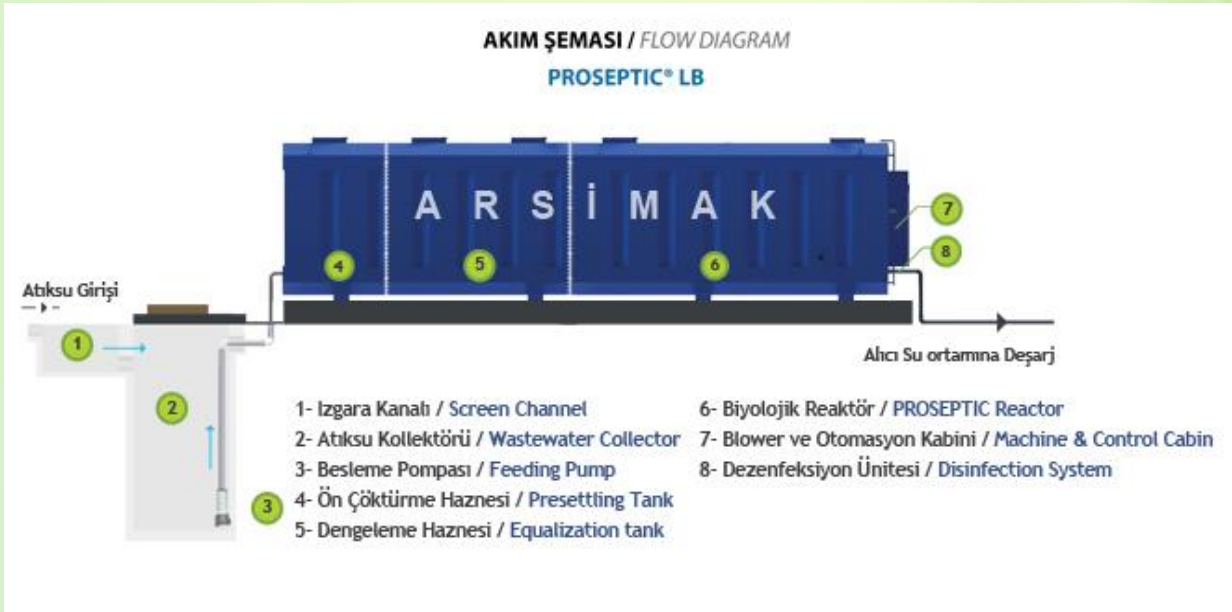 AKIM ŞEMASI / FLOW DIAGRAM
PROSEPTIC® LB
ARSİMAK
7
8
4
5
6
Atıksu Girişi
1
Alıcı Su ortamına Deşarj
2
3
1- Izgara Kanalı / Screen Channel
2- Atıksu Kollektörü / Wastewater Collector
3- Besleme Pompası / Feeding Pump
4- Ön Çöktürme Haznesi / Presettling Tank
5- Dengeleme Haznesi / Equalization tank
6- Biyolojik Reaktör / PROSEPTIC Reactor
7- Blower ve Otomasyon Kabini / Machine & Control Cabin
8- Dezenfeksiyon Ünitesi / Disinfection System